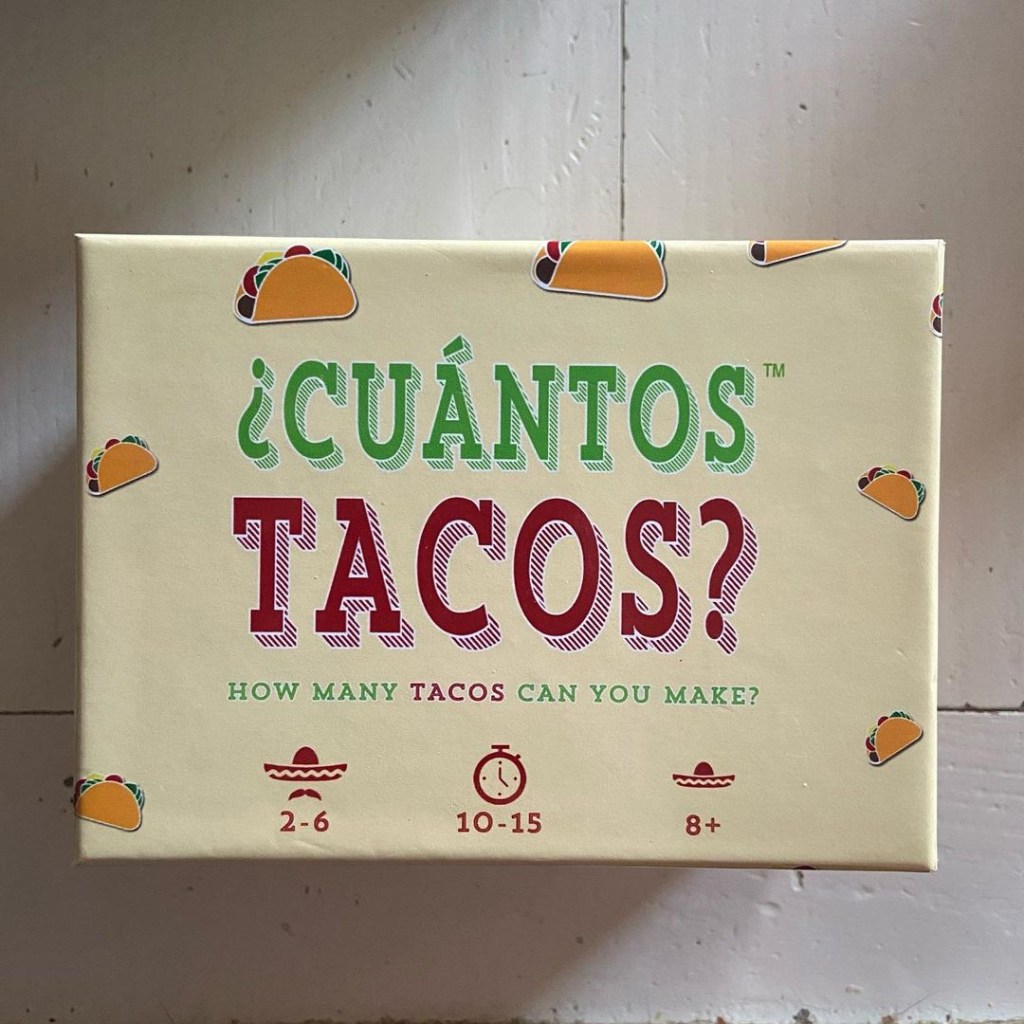 ¿CUÁNTOS™
TACOS?
HOW MANY TACOS CAN YOU MAKE?
2-6
10-15
8+